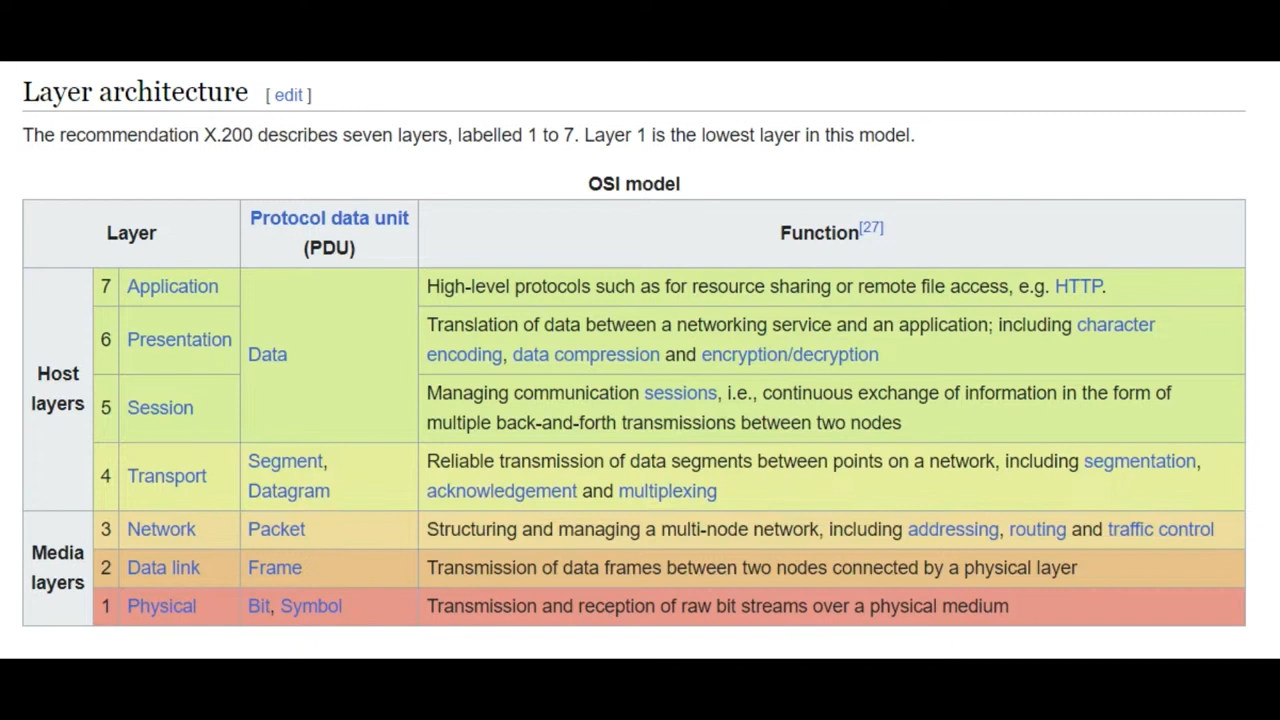 Layer architecture [ edit ]
The recommendation X.200 describes seven layers, labelled 1 to 7. Layer 1 is the lowest layer in this model.
OSI model
Layer
Protocol data unit
(PDU)
Function[27]
Host
layers
7 Application
Data
High-level protocols such as for resource sharing or remote file access, e.g. HTTP.
6 Presentation
Translation of data between a networking service and an application; including character
encoding, data compression and encryption/decryption
5 Session
Managing communication sessions, i.e., continuous exchange of information in the form of
multiple back-and-forth transmissions between two nodes
4 Transport
Segment,
Datagram
Reliable transmission of data segments between points on a network, including segmentation,
acknowledgement and multiplexing
Media
layers
3 Network
Packet
Structuring and managing a multi-node network, including addressing, routing and traffic control
2 Data link
Frame
Transmission of data frames between two nodes connected by a physical layer
1 Physical
Bit, Symbol
Transmission and reception of raw bit streams over a physical medium